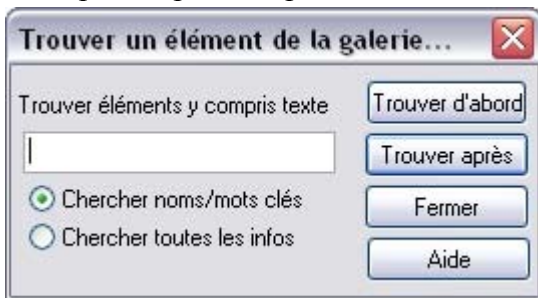 Trouver un élément de la galerie...
Trouver éléments y compris texte
Trouver d'abord
Trouver après
Chercher noms/mots clés
Fermer
Chercher toutes les infos
Aide